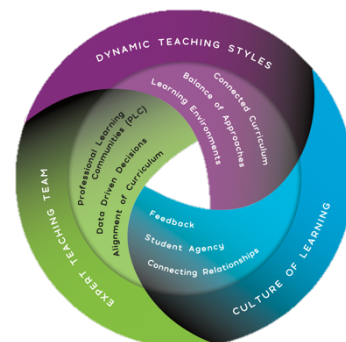 DYNAMIC TEACHING STYLES
Connected Curriculum
Balance of Approaches
Learning Environments
Professional Learning
Communities (PLC)
Data Driven Decisions
Alignment of Curriculum
EXPERT TEACHING TEAM
Feedback
Student Agency
Connecting Relationships
CULTURE OF LEARNING